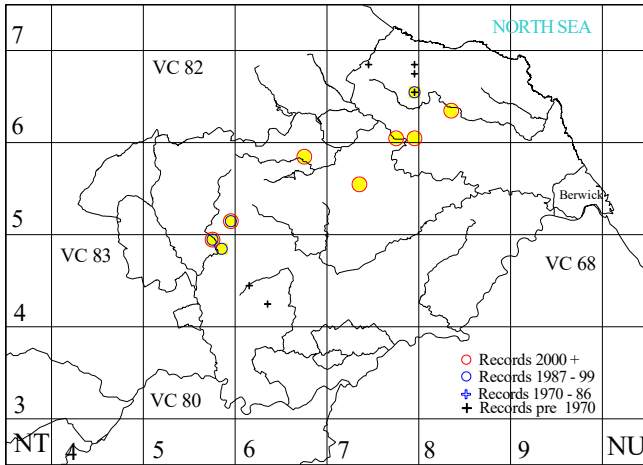 7
NORTH SEA
VC 82
6
Berwick
5
VC 83
VC 68
4
Records 2000 +
Records 1987 - 99
Records 1970 - 86
Records pre 1970
VC 80
3
NT 4 5 6 7 8 9 NU